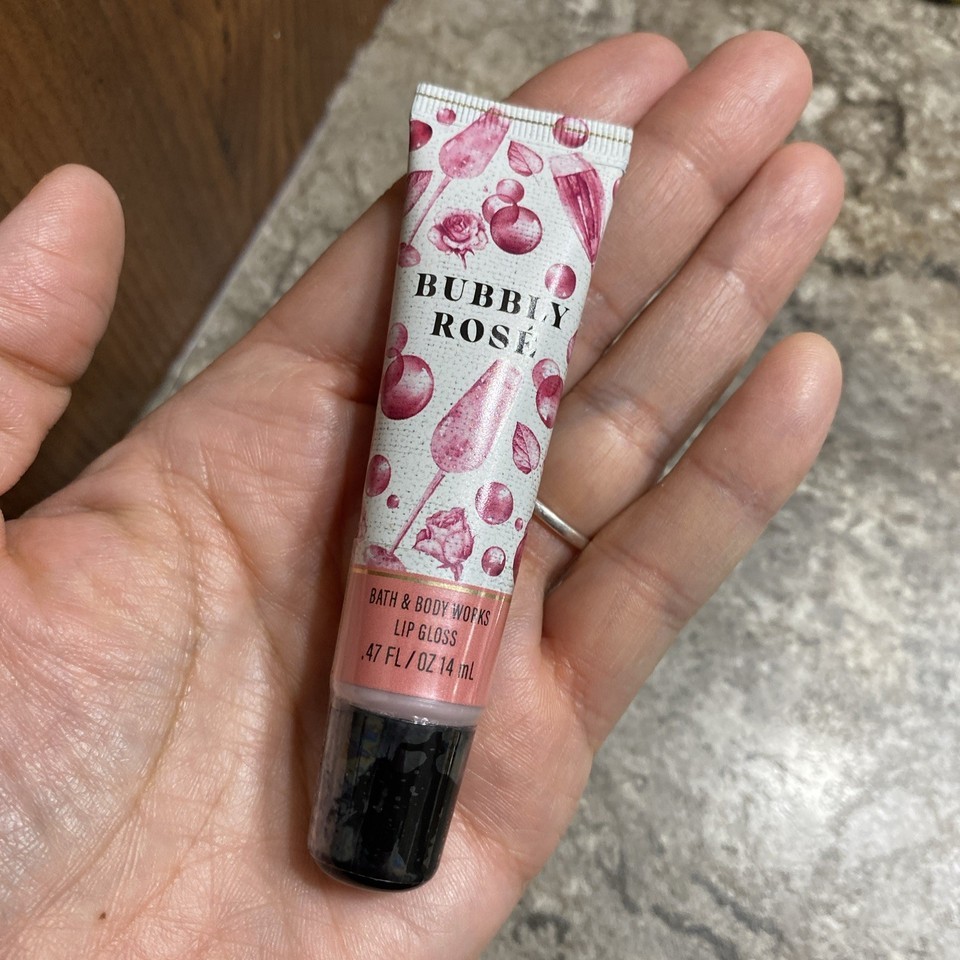 BUBBLY
ROSÉ
BATH & BODY WORKS
LIP GLOSS
.47 FL / OZ 14 mL